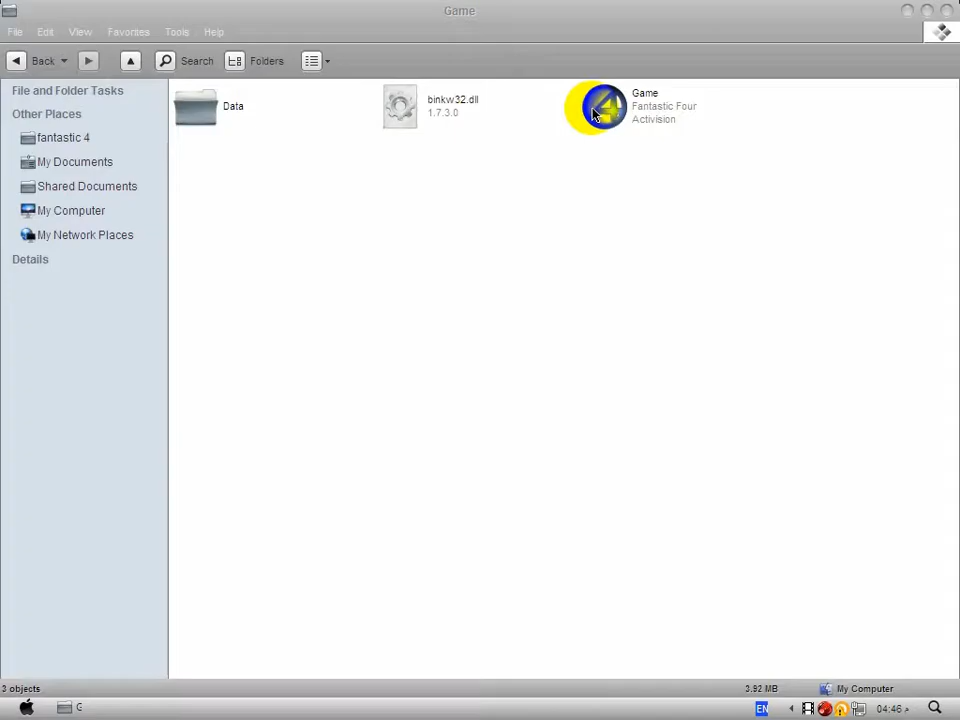 Game
File Edit View Favorites Tools Help
Back Search Folders
File and Folder Tasks
Other Places
fantastic 4
My Documents
Shared Documents
My Computer
My Network Places
Details
Data
binkw32.dll
1.7.3.0
Game
Fantastic Four
Activision
3 objects
3.92 MB
My Computer
EN
04:46 م